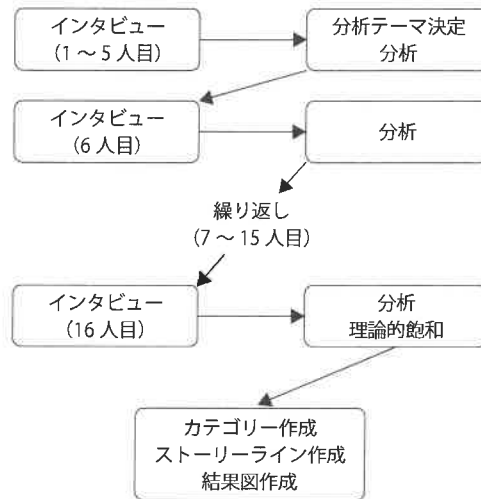 インタビュー
（1～5人目）
分析テーマ決定
分析
インタビュー
（6人目）
分析
繰り返し
（7～15人目）
インタビュー
（16人目）
分析
理論的飽和
カテゴリー作成
ストーリーライン作成
結果図作成